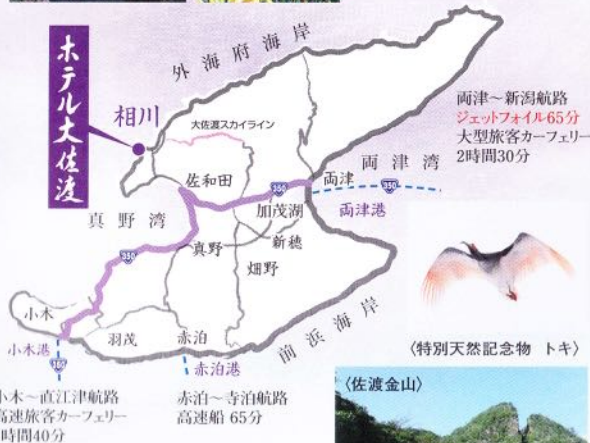 外海府海岸
ホテル大佐渡
相川
大佐渡スカイライン
両津～新潟航路
ジェットフォイル65分
大型旅客カーフェリー
2時間30分
佐和田
350
両津
両津湾
350
真野湾
加茂湖
両津港
真野
新穂
350
畑野
小木
羽茂
赤泊
前浜海岸
小木港
350
赤泊港
〈特別天然記念物 トキ〉
小木～直江津航路
高速旅客カーフェリー
時間40分
赤泊～寺泊航路
高速船 65分
〈佐渡金山〉